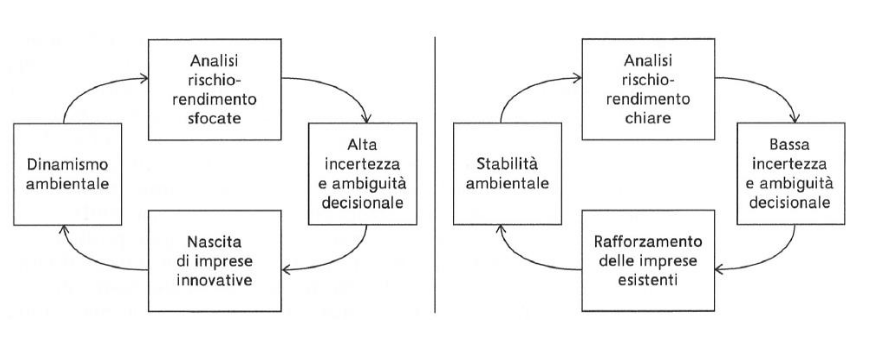 Analisi
rischio-
rendimento
sfocate
Dinamismo
ambientale
Alta
incertezza
e ambiguità
decisionale
Nascita
di imprese
innovative
Analisi
rischio-
rendimento
chiare
Stabilità
ambientale
Bassa
incertezza
e ambiguità
decisionale
Rafforzamento
delle imprese
esistenti